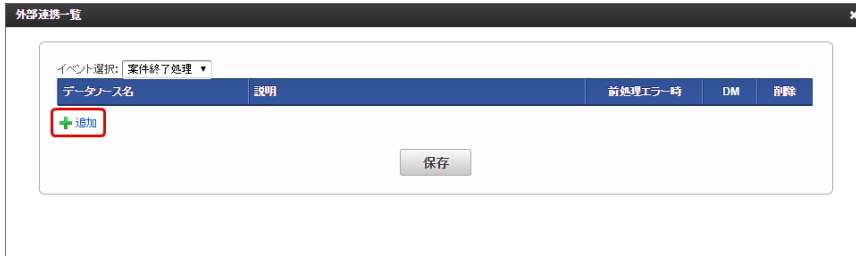 外部連携一覧
イベント選択: 案件終了処理
データソース名 説明 前処理エラー時 DM 削除
追加
保存